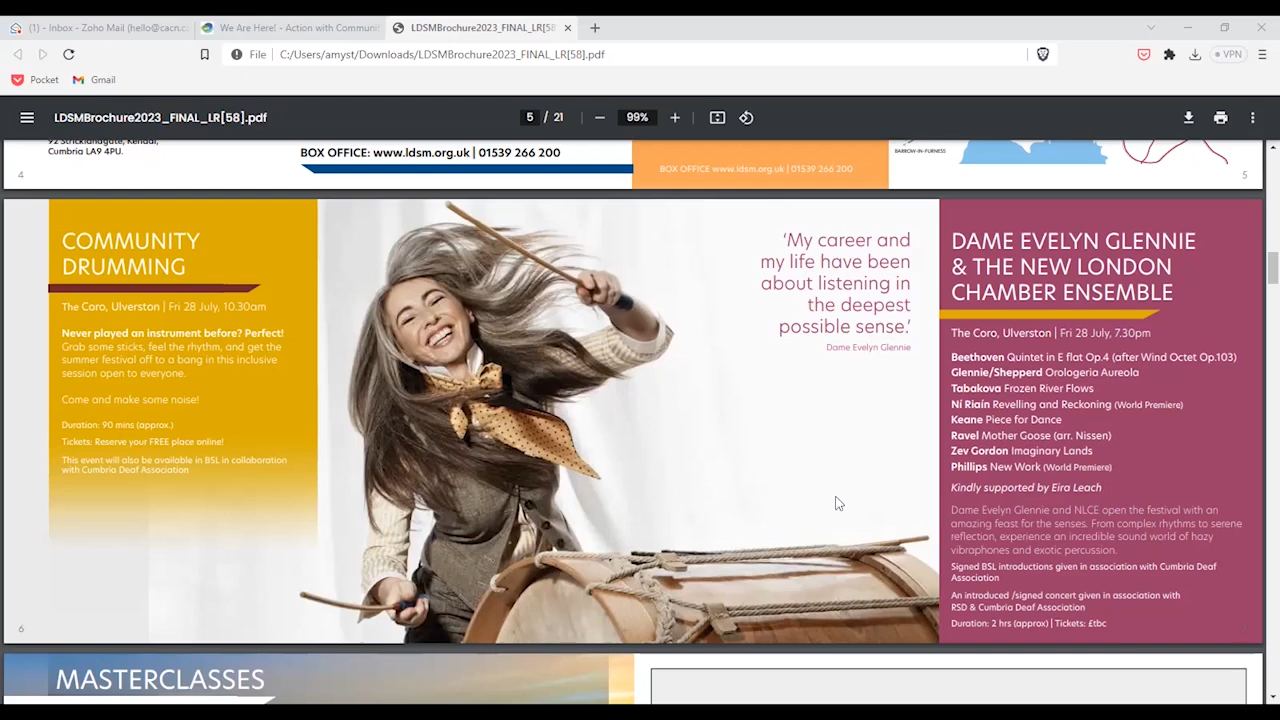 (1) - Inbox - Zoho Mail (hello@cacn.c
We Are Here! - Action with Communit
LDSMBrochure2023_FINAL_LR[58]
File
C:/Users/amyst/Downloads/LDSMBrochure2023_FINAL_LR[58].pdf
VPN
Pocket
Gmail
LDSMBrochure2023_FINAL_LR[58].pdf
5 / 21
99%
92 Stricklandgate, Kendal,
Cumbria LA9 4PU.
BOX OFFICE: www.ldsm.org.uk | 01539 266 200
BOX OFFICE www.ldsm.org.uk | 01539 266 200
BARROW-IN-FURNESS
4
5
COMMUNITY
DRUMMING
The Coro, Ulverston | Fri 28 July, 10.30am
Never played an instrument before? Perfect!
Grab some sticks, feel the rhythm, and get the
summer festival off to a bang in this inclusive
session open to everyone.
Come and make some noise!
Duration: 90 mins (approx.)
Tickets: Reserve your FREE place online!
This event will also be available in BSL in collaboration
with Cumbria Deaf Association
6
‘My career and
my life have been
about listening in
the deepest
possible sense.’
Dame Evelyn Glennie
DAME EVELYN GLENNIE
& THE NEW LONDON
CHAMBER ENSEMBLE
The Coro, Ulverston | Fri 28 July, 7.30pm
Beethoven Quintet in E flat Op.4 (after Wind Octet Op.103)
Glennie/Shepperd Orologeria Aureola
Tabakova Frozen River Flows
Ní Riaín Revelling and Reckoning (World Premiere)
Keane Piece for Dance
Ravel Mother Goose (arr. Nissen)
Zev Gordon Imaginary Lands
Phillips New Work (World Premiere)
Kindly supported by Eira Leach
Dame Evelyn Glennie and NLCE open the festival with an
amazing feast for the senses. From complex rhythms to serene
reflection, experience an incredible sound world of hazy
vibraphones and exotic percussion.
Signed BSL introductions given in association with Cumbria Deaf
Association
An introduced /signed concert given in association with
RSD & Cumbria Deaf Association
Duration: 2 hrs (approx) | Tickets: £tbc
MASTERCLASSES